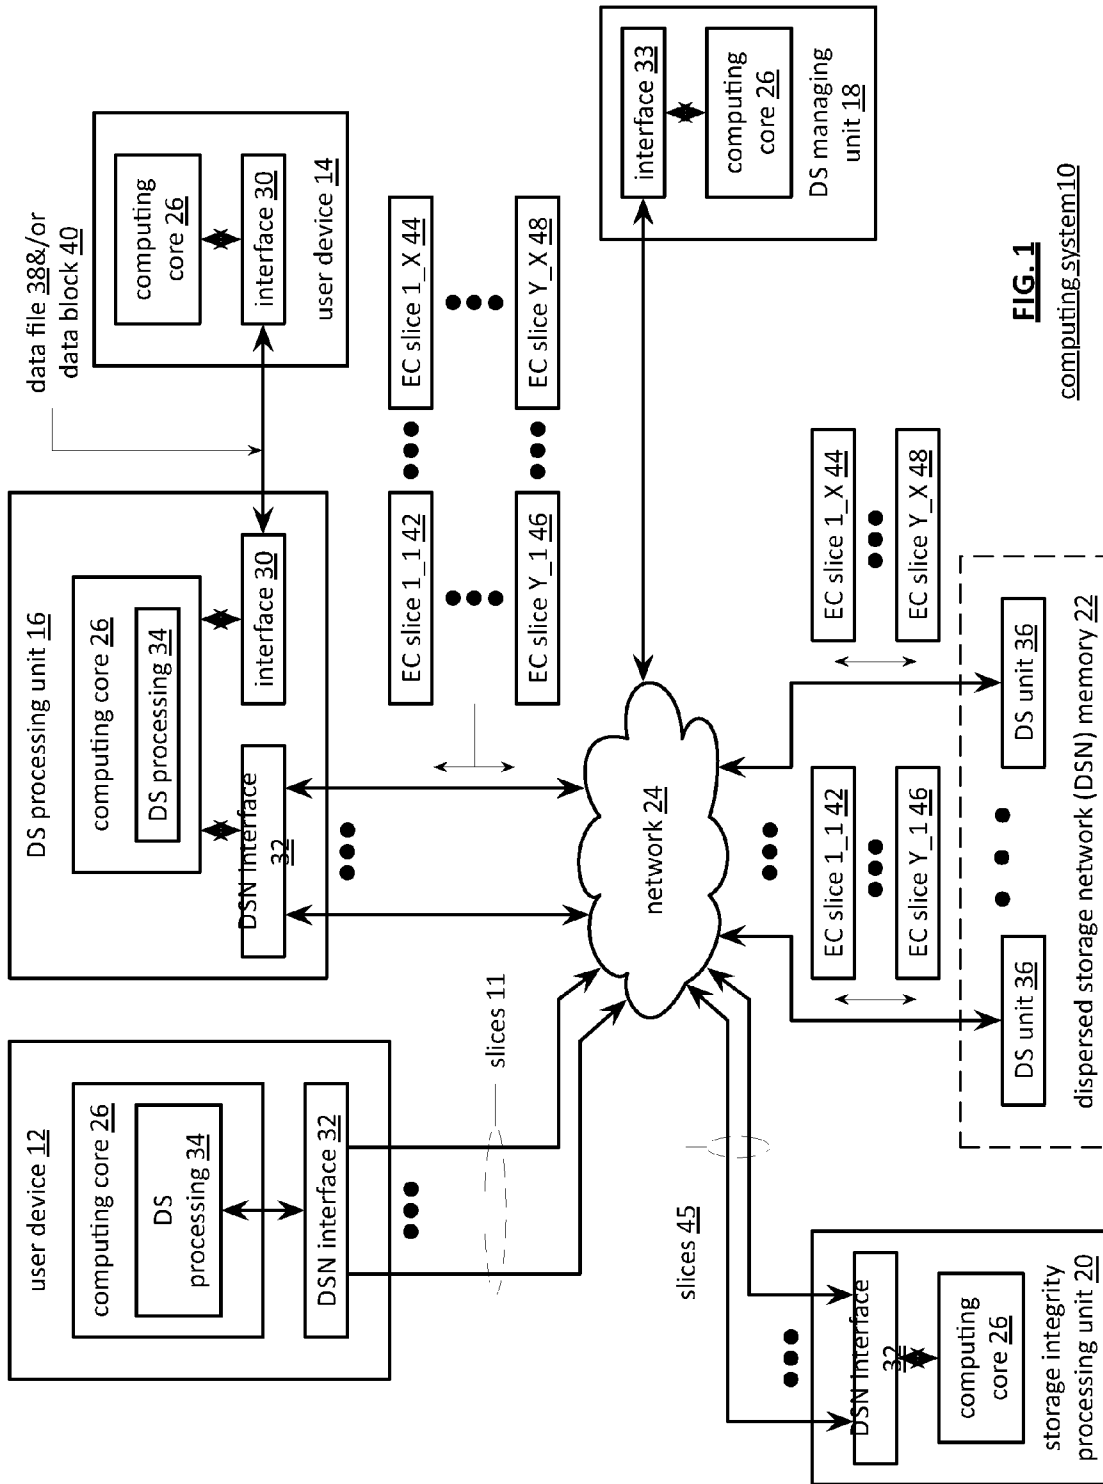 user device 12
computing core 26
DS
processing 34
DSN interface 32
slices 11
DS processing unit 16
computing core 26
DS processing 34
DSN interface
32
interface 30
data file 38&/or
data block 40
computing
core 26
interface 30
user device 14
EC slice 1_1 42
EC slice 1_X 44
EC slice Y_1 46
EC slice Y_X 48
network 24
interface 33
computing
core 26
DS managing
unit 18
slices 45
DSN interface
32
computing
core 26
storage integrity
processing unit 20
EC slice 1_1 42
EC slice Y_1 46
EC slice 1_X 44
EC slice Y_X 48
DS unit 36
DS unit 36
dispersed storage network (DSN) memory 22
FIG. 1
computing system10